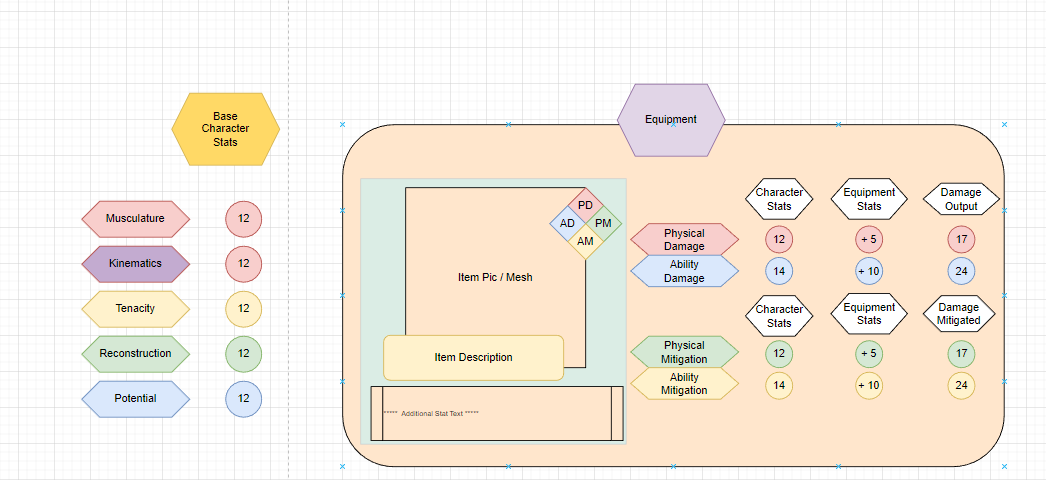 Base
Character
Stats
Musculature 12
Kinematics 12
Tenacity 12
Reconstruction 12
Potential 12
Equipment
PD
AD PM
AM
Item Pic / Mesh
Item Description
***** Additional Stat Text *****
Character
Stats
Equipment
Stats
Damage
Output
Physical
Damage
12 + 5 17
Ability
Damage
14 + 10 24
Character
Stats
Equipment
Stats
Damage
Mitigated
Physical
Mitigation
12 + 5 17
Ability
Mitigation
14 + 10 24